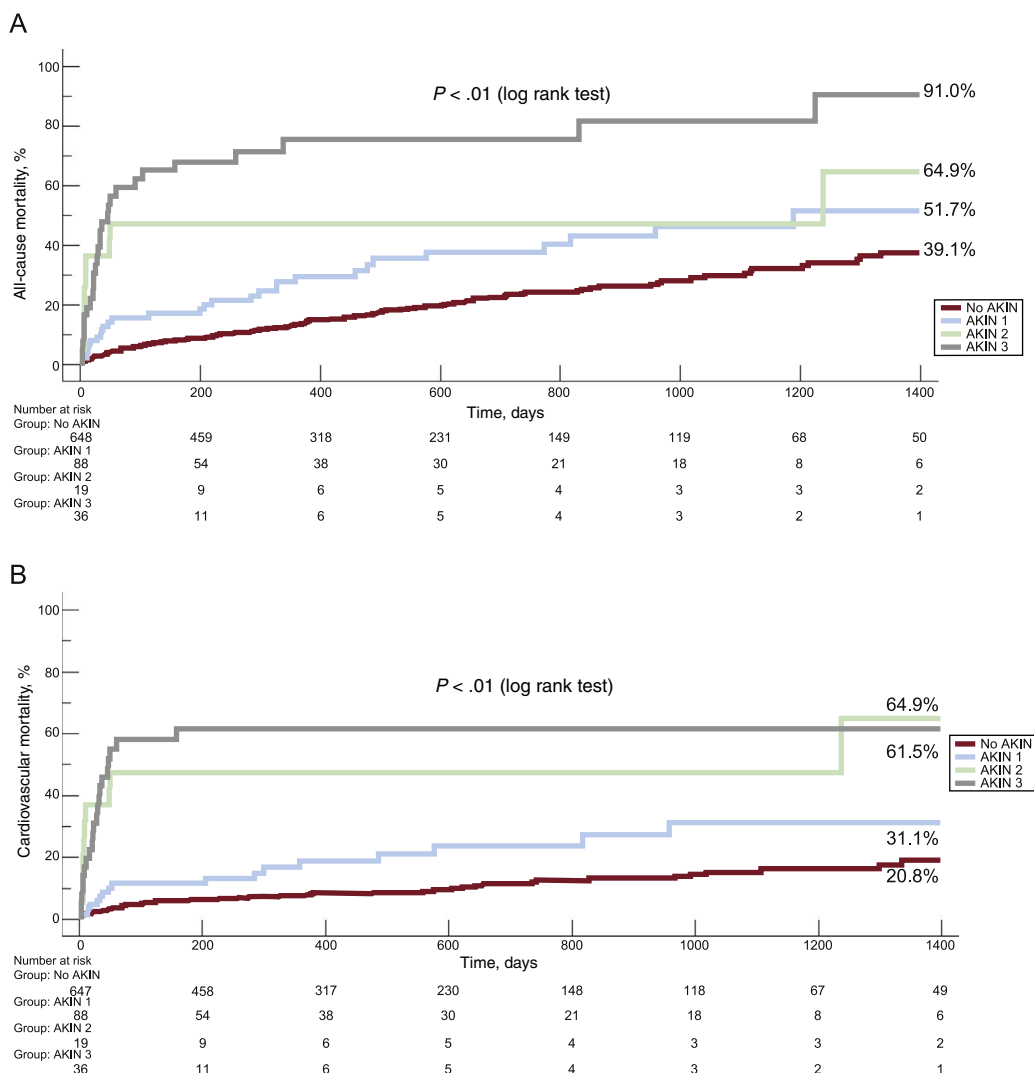 A
100
P < .01 (log rank test)
91.0%
80
64.9%
60
51.7%
40
39.1%
20
0
All-cause mortality, %
No AKIN
AKIN 1
AKIN 2
AKIN 3
0 200 400 600 800 1000 1200 1400
Time, days
Number at risk
Group: No AKIN
648 459 318 231 149 119 68 50
Group: AKIN 1
88 54 38 30 21 18 8 6
Group: AKIN 2
19 9 6 5 4 3 3 2
Group: AKIN 3
36 11 6 5 4 3 2 1
B
100
80
P < .01 (log rank test)
64.9%
60
61.5%
40
31.1%
20
20.8%
0
Cardiovascular mortality, %
No AKIN
AKIN 1
AKIN 2
AKIN 3
0 200 400 600 800 1000 1200 1400
Time, days
Number at risk
Group: No AKIN
647 458 317 230 148 118 67 49
Group: AKIN 1
88 54 38 30 21 18 8 6
Group: AKIN 2
19 9 6 5 4 3 3 2
Group: AKIN 3
36 11 6 5 4 3 2 1